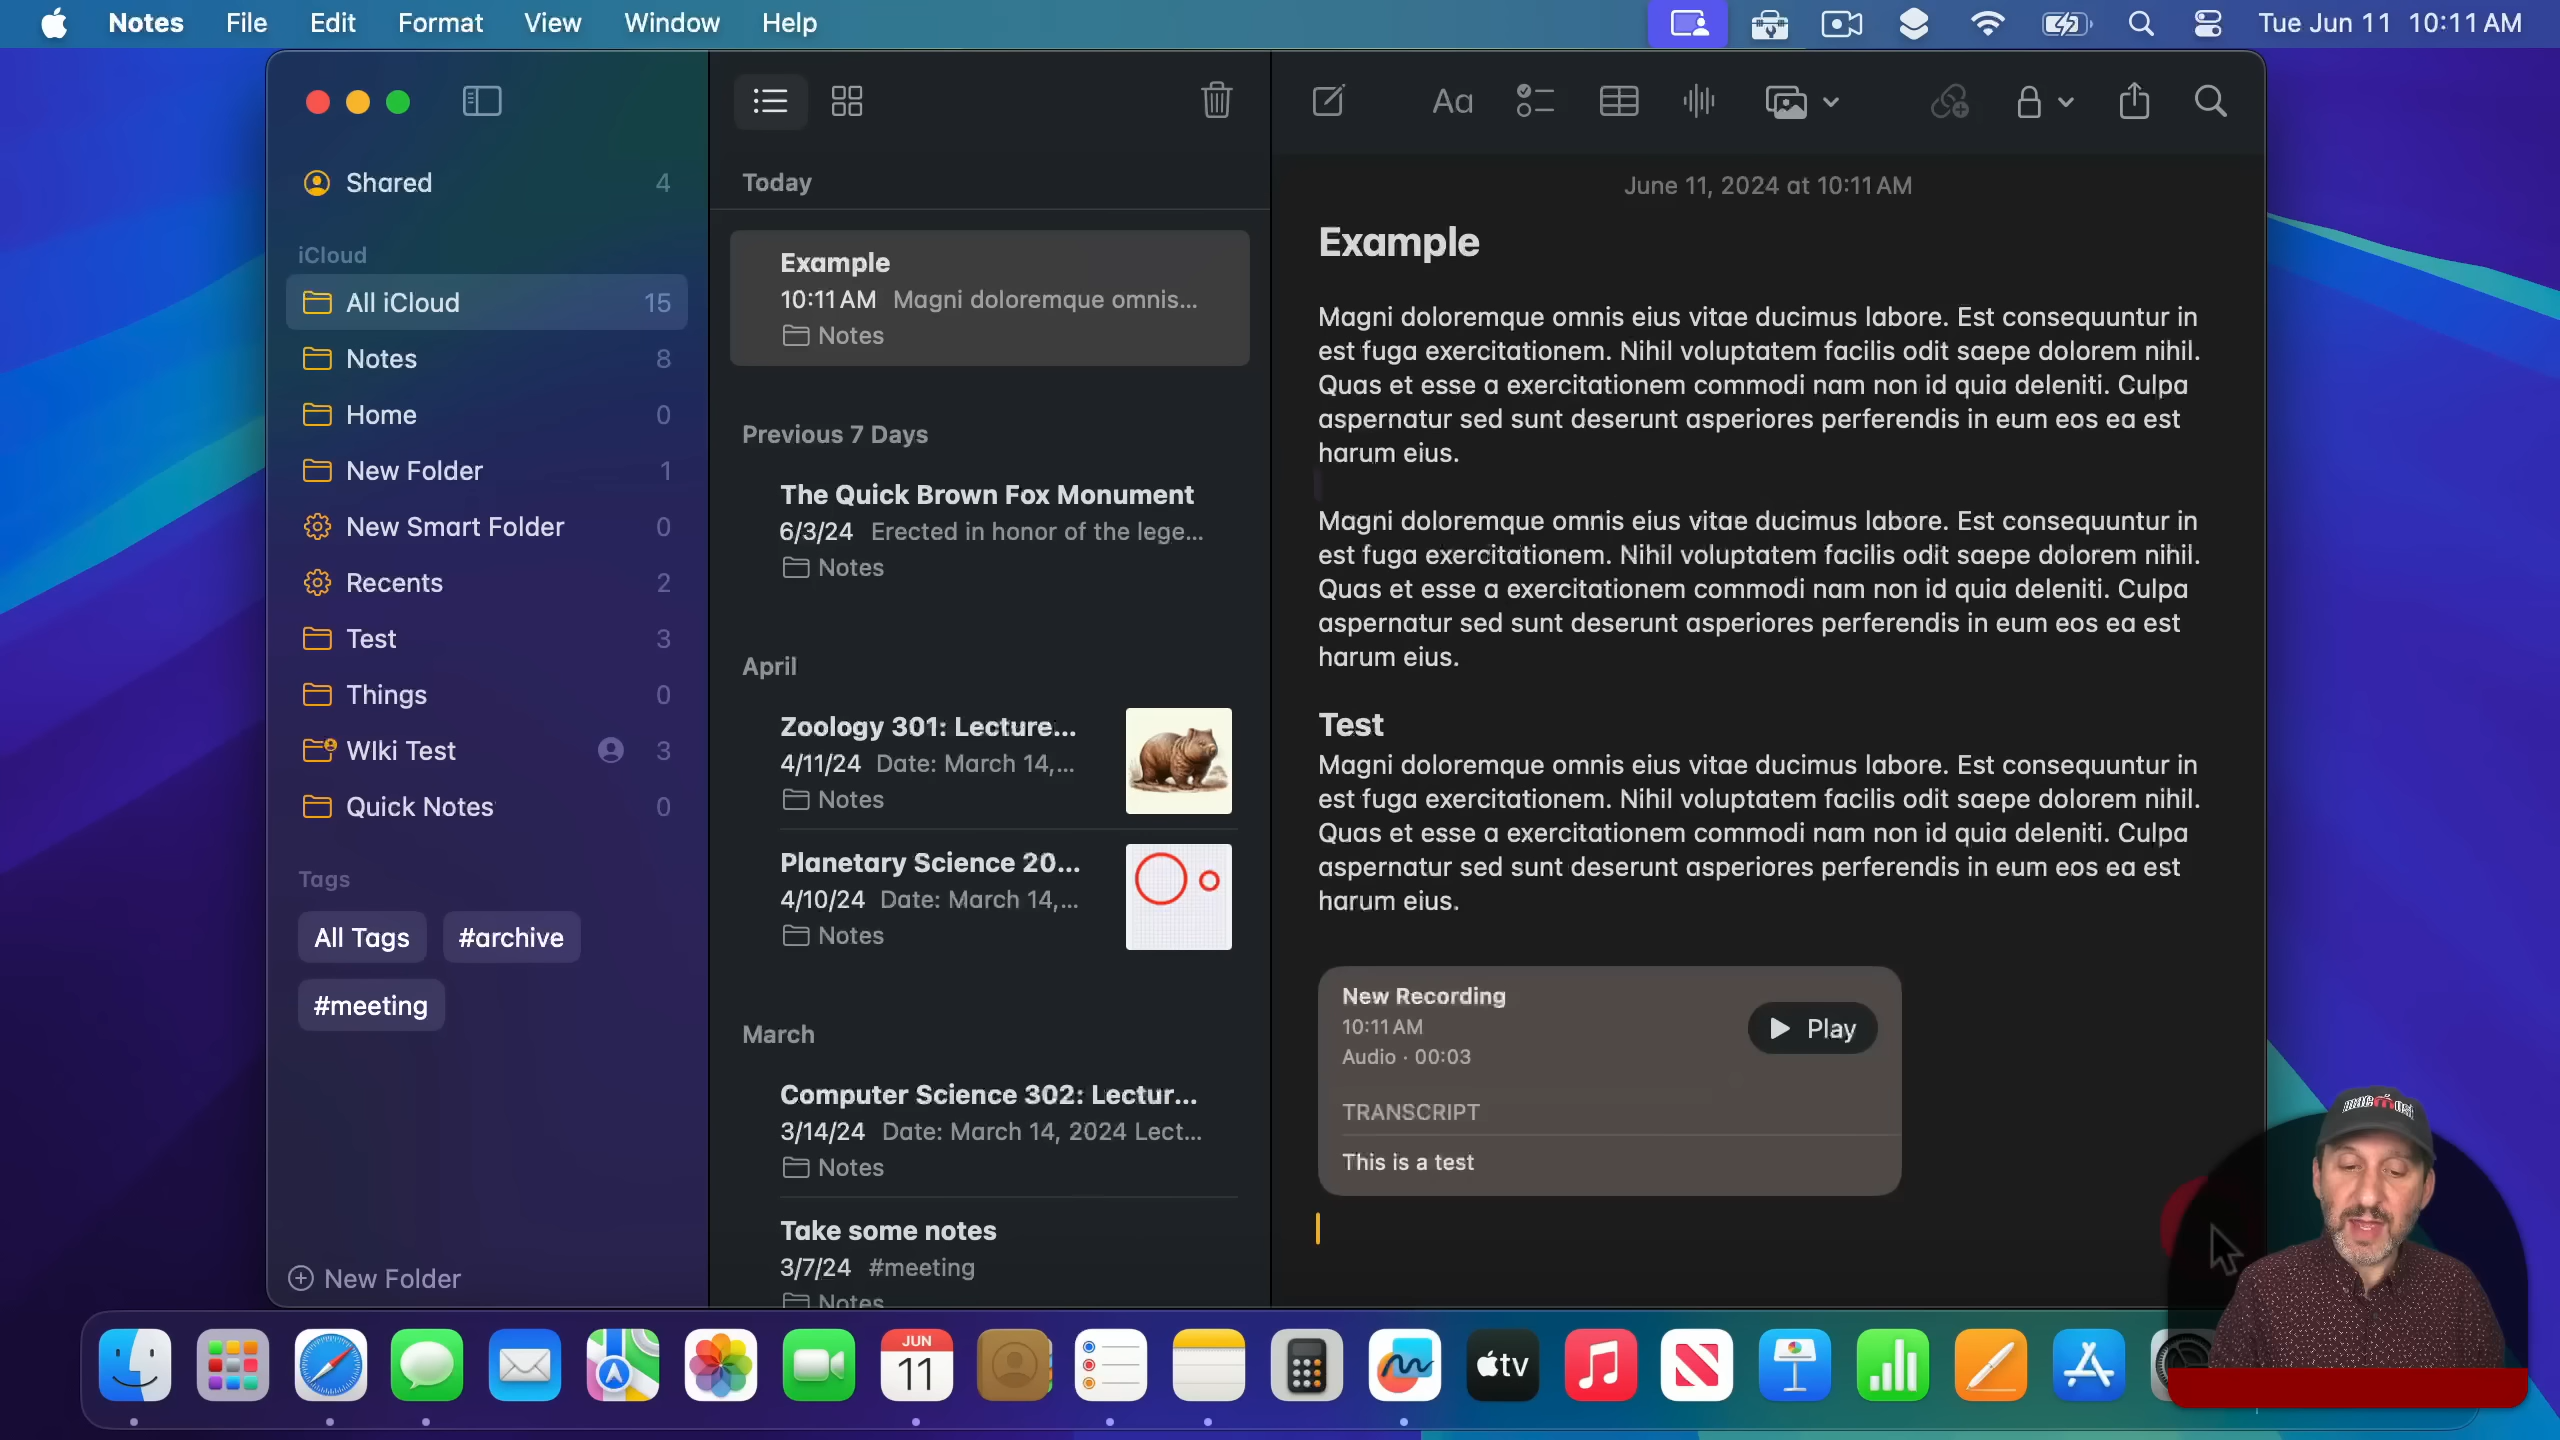 Notes File Edit Format View Window Help
Tue Jun 11 10:11 AM
Shared 4
iCloud
All iCloud 15
Notes 8
Home 0
New Folder 1
New Smart Folder 0
Recents 2
Test 3
Things 0
WIki Test 3
Quick Notes 0
Tags
All Tags #archive
#meeting
New Folder
Today
Example
10:11 AM Magni doloremque omnis...
Notes
Previous 7 Days
The Quick Brown Fox Monument
6/3/24 Erected in honor of the lege...
Notes
April
Zoology 301: Lecture...
4/11/24 Date: March 14,...
Notes
Planetary Science 20...
4/10/24 Date: March 14,...
Notes
March
Computer Science 302: Lectur...
3/14/24 Date: March 14, 2024 Lect...
Notes
Take some notes
3/7/24 #meeting
Notes
Aa
June 11, 2024 at 10:11 AM
Example
Magni doloremque omnis eius vitae ducimus labore. Est consequuntur in
est fuga exercitationem. Nihil voluptatem facilis odit saepe dolorem nihil.
Quas et esse a exercitationem commodi nam non id quia deleniti. Culpa
aspernatur sed sunt deserunt asperiores perferendis in eum eos ea est
harum eius.
Magni doloremque omnis eius vitae ducimus labore. Est consequuntur in
est fuga exercitationem. Nihil voluptatem facilis odit saepe dolorem nihil.
Quas et esse a exercitationem commodi nam non id quia deleniti. Culpa
aspernatur sed sunt deserunt asperiores perferendis in eum eos ea est
harum eius.
Test
Magni doloremque omnis eius vitae ducimus labore. Est consequuntur in
est fuga exercitationem. Nihil voluptatem facilis odit saepe dolorem nihil.
Quas et esse a exercitationem commodi nam non id quia deleniti. Culpa
aspernatur sed sunt deserunt asperiores perferendis in eum eos ea est
harum eius.
New Recording
10:11 AM
Audio · 00:03
Play
TRANSCRIPT
This is a test
macmost
JUN
11
tv